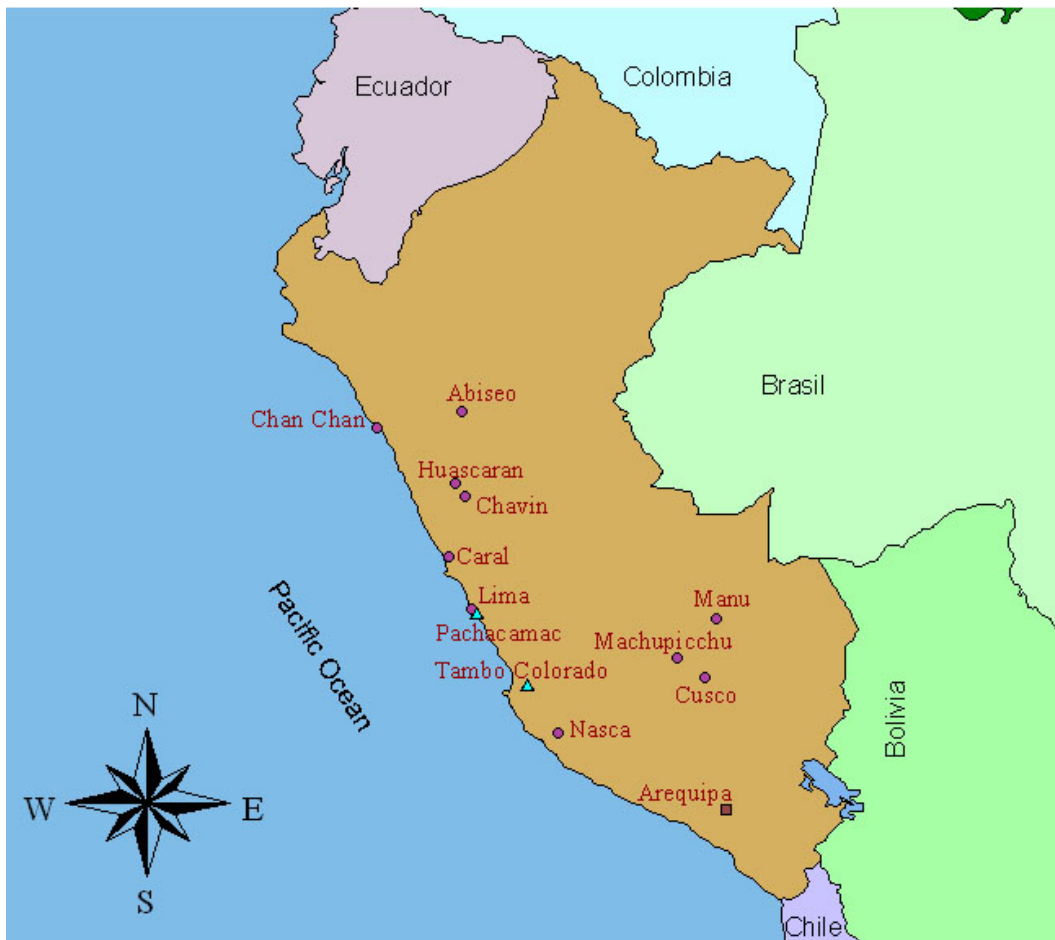 Ecuador
Colombia
Brasil
Abiseo
Chan Chan
Huascaran
Chavin
Caral
Lima
Pachacamac
Manu
Machupicchu
Tambo Colorado
Cusco
Pacific Ocean
Nasca
Bolivia
Arequipa
N
W
E
S
Chile